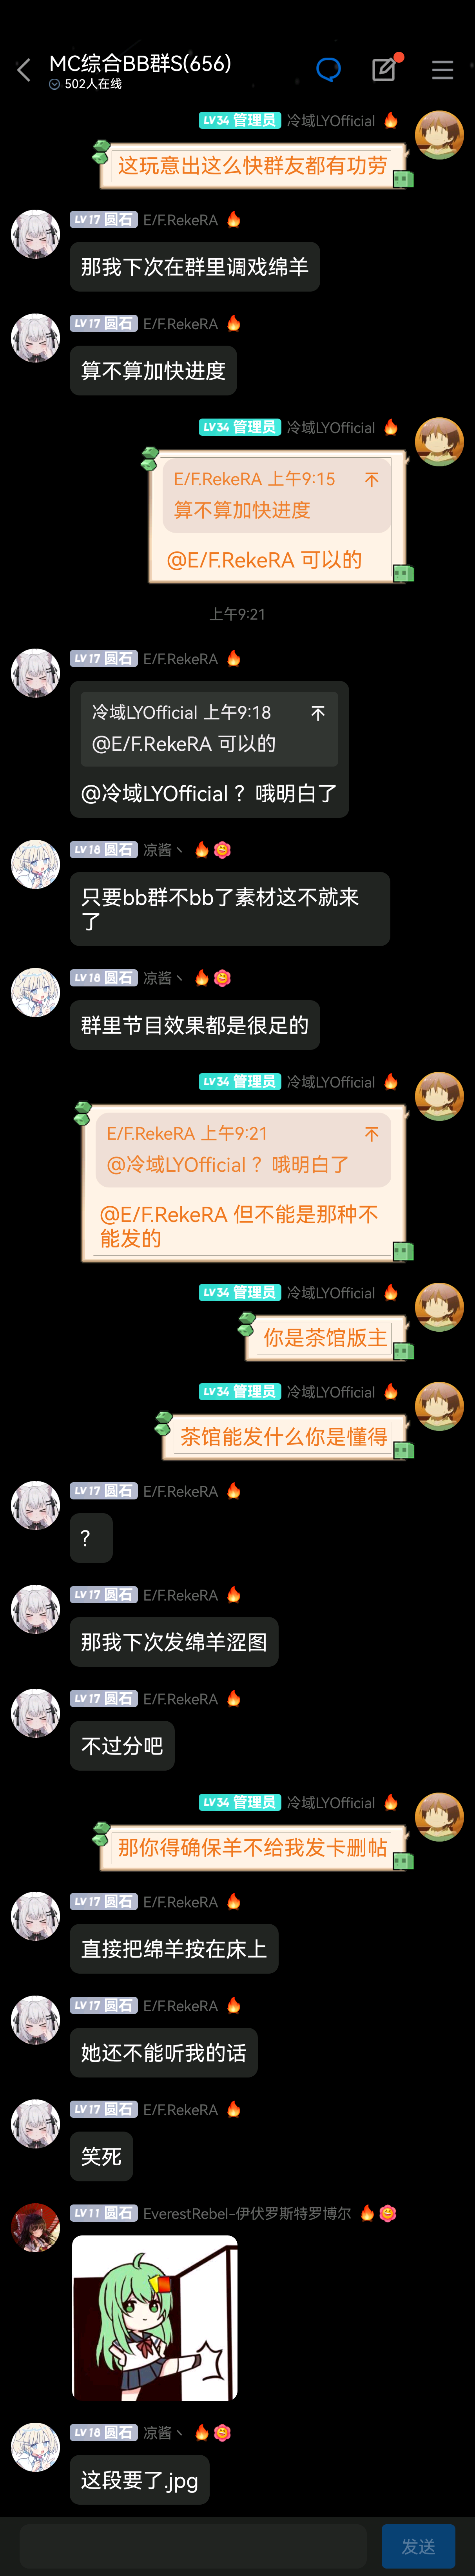 MC综合BB群S(656)
502人在线
LV34 管理员 冷域LYOfficial
这玩意出这么快群友都有功劳
LV17 圆石 E/F.RekeRA
那我下次在群里调戏绵羊
LV17 圆石 E/F.RekeRA
算不算加快进度
LV34 管理员 冷域LYOfficial
E/F.RekeRA 上午9:15
算不算加快进度
@E/F.RekeRA 可以的
上午9:21
LV17 圆石 E/F.RekeRA
冷域LYOfficial 上午9:18
@E/F.RekeRA 可以的
@冷域LYOfficial ？ 哦明白了
LV18 圆石 凉酱丶
只要bb群不bb了素材这不就来
了
LV18 圆石 凉酱丶
群里节目效果都是很足的
LV34 管理员 冷域LYOfficial
E/F.RekeRA 上午9:21
@冷域LYOfficial ？ 哦明白了
@E/F.RekeRA 但不能是那种不
能发的
LV34 管理员 冷域LYOfficial
你是茶馆版主
LV34 管理员 冷域LYOfficial
茶馆能发什么你是懂得
LV17 圆石 E/F.RekeRA
？
LV17 圆石 E/F.RekeRA
那我下次发绵羊涩图
LV17 圆石 E/F.RekeRA
不过分吧
LV34 管理员 冷域LYOfficial
那你得确保羊不给我发卡删帖
LV17 圆石 E/F.RekeRA
直接把绵羊按在床上
LV17 圆石 E/F.RekeRA
她还不能听我的话
LV17 圆石 E/F.RekeRA
笑死
LV11 圆石 EverestRebel-伊伏罗斯特罗博尔
LV18 圆石 凉酱丶
这段要了.jpg
发送